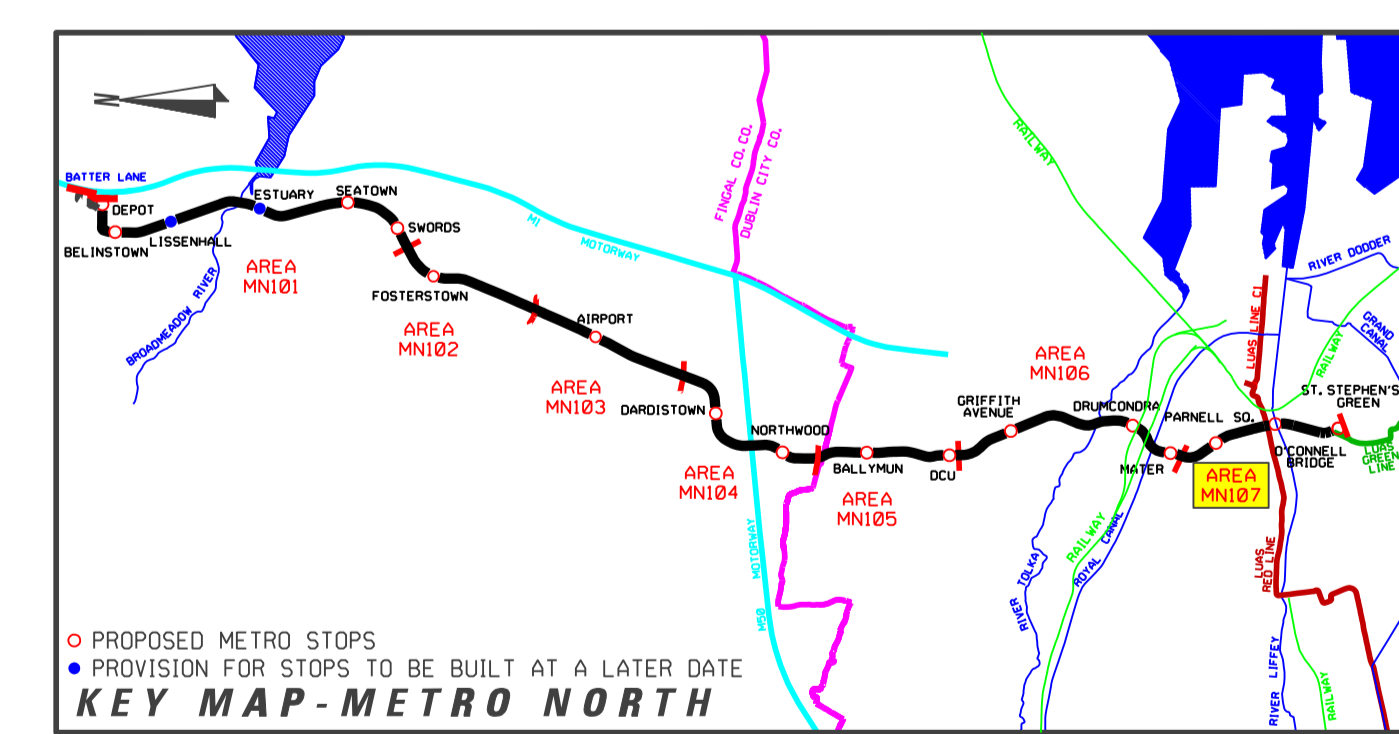 BATTER LANE
DEPOT
BELINSTOWN
LISSENHALL
ESTUARY
SEATOWN
SWORDS
AREA
MN101
BROADMEADOW RIVER
FOSTERSTOWN
AREA
MN102
AIRPORT
AREA
MN103
M1
MOTORWAY
FINGAL CO. CO.
DUBLIN CITY CO.
DARDISTOWN
NORTHWOOD
AREA
MN104
MOTORWAY
M50
BALLYMUN
AREA
MN105
DCU
GRIFFITH
AVENUE
AREA
MN106
DRUMCONDRA
MATER
PARNELL SO.
AREA
MN107
O'CONNELL
BRIDGE
ST. STEPHEN'S
GREEN
LUAS
GREEN
LINE
RAILWAY
RIVER TOLKA
RAILWAY
ROYAL CANAL
LUAS LINE C1
RIVER DODDER
GRAND
CANAL
RAILWAY
LUAS
RED LINE
RIVER LIFFEY
RAILWAY
PROPOSED METRO STOPS
PROVISION FOR STOPS TO BE BUILT AT A LATER DATE
KEY MAP-METRO NORTH